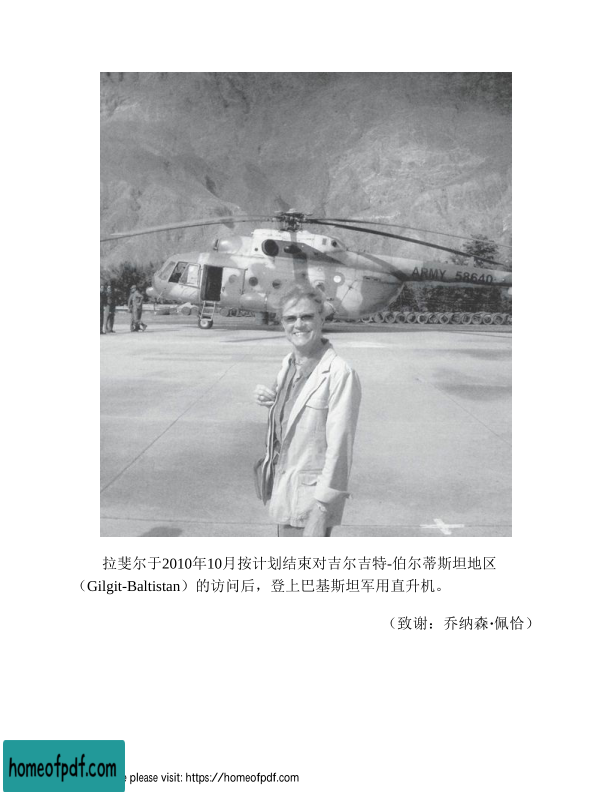 ARMY 58640
拉斐尔于2010年10月按计划结束对吉尔吉特-伯尔蒂斯坦地区
（Gilgit-Baltistan）的访问后，登上巴基斯坦军用直升机。
（致谢：乔纳森·佩恰）
homeofpdf.com
e please visit: https://homeofpdf.com